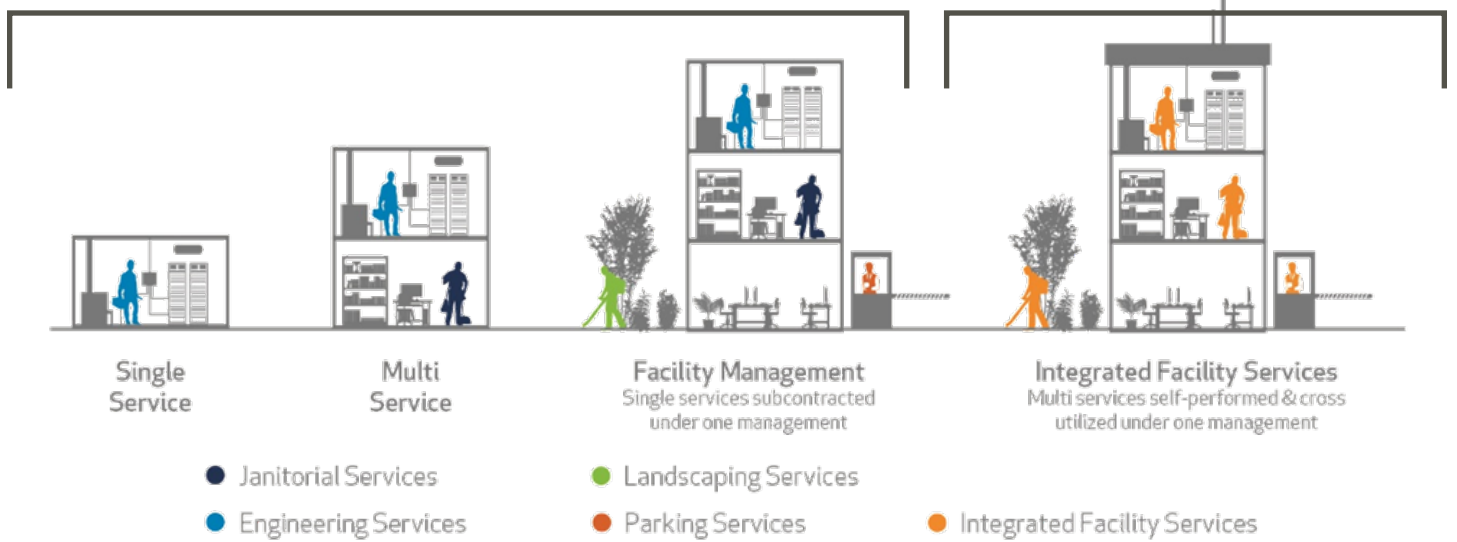 Single
Service
Multi
Service
Facility Management
Single services subcontracted
under one management
Integrated Facility Services
Multi services self-performed & cross
utilized under one management
Janitorial Services
Landscaping Services
Engineering Services
Parking Services
Integrated Facility Services